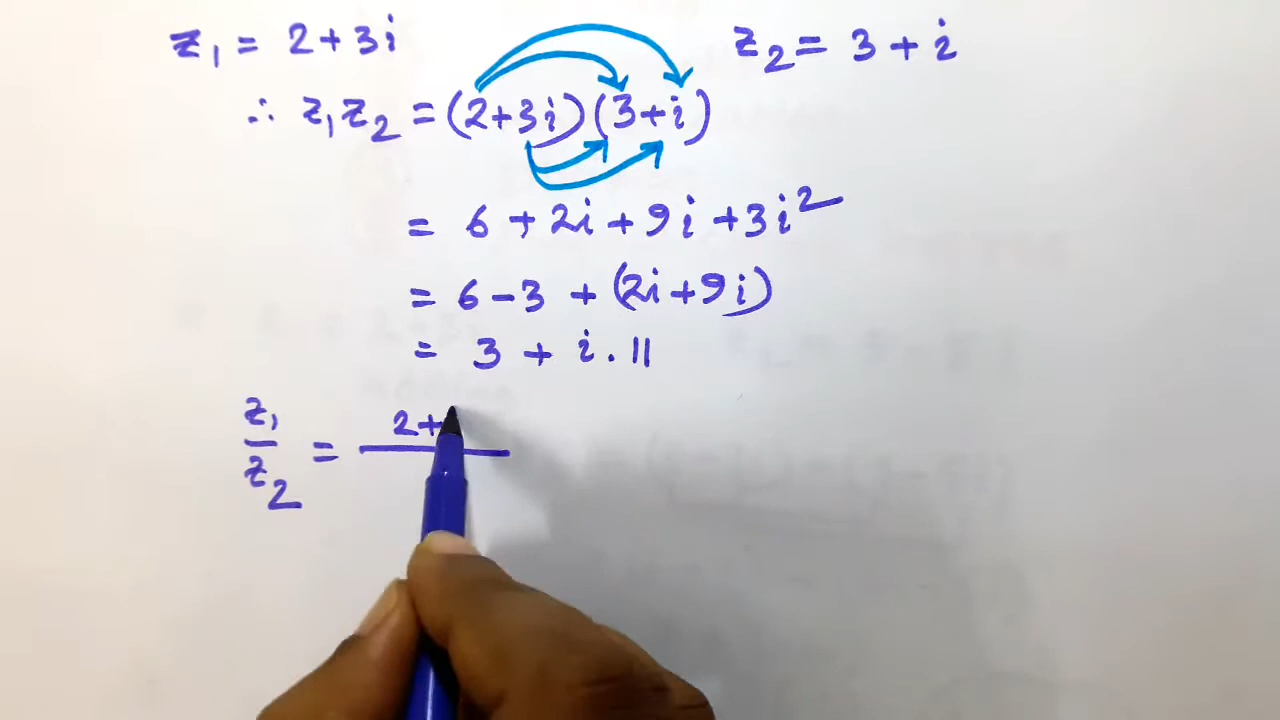 z₁ = 2 + 3i    z₂ = 3 + i
∴ z₁z₂ = (2+3i)(3+i)
= 6 + 2i + 9i + 3i²
= 6 - 3 + (2i+9i)
= 3 + i . 11
z₁/z₂ = 2+